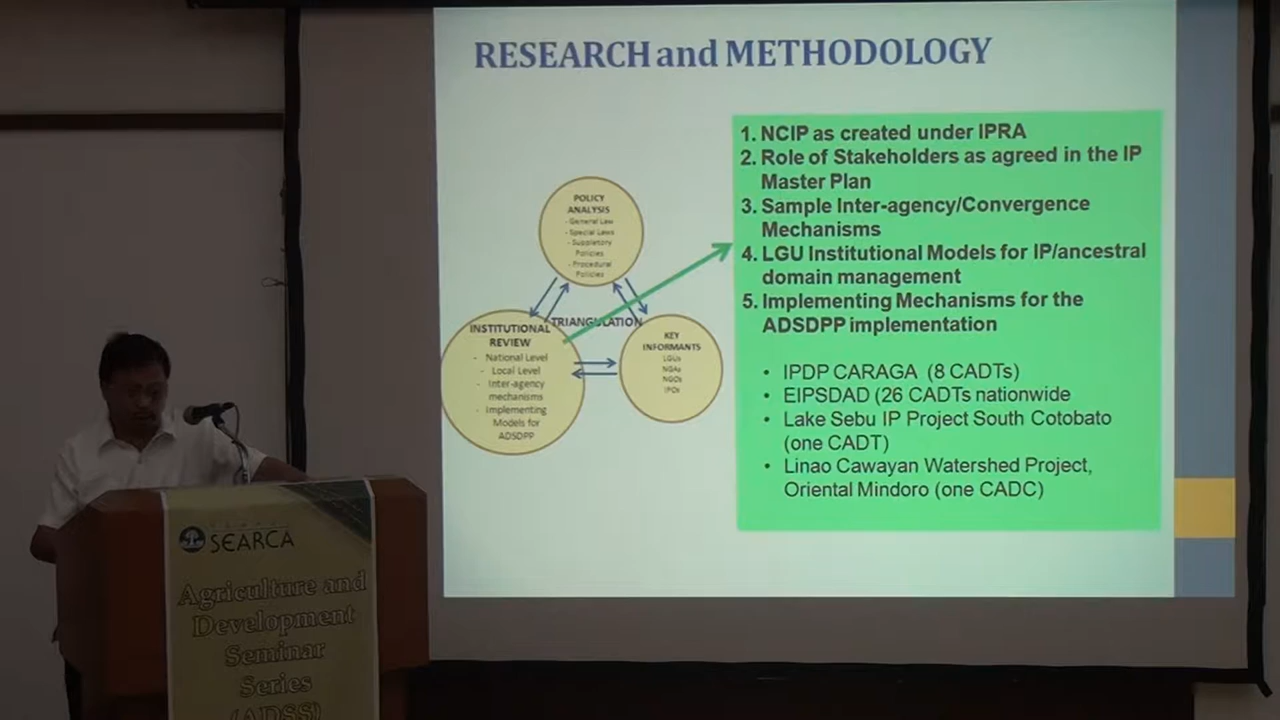 RESEARCH and METHODOLOGY
POLICY
ANALYSIS
- General Law
- Special Laws
- Suppletory
Policies
- Procedural
Policies
TRIANGULATION
INSTITUTIONAL
REVIEW
- National Level
- Local Level
- Inter-agency
mechanisms
- Implementing
Models for
ADSDPP
KEY
INFORMANTS
LGUs
NGAs
NGOs
IPOs
1. NCIP as created under IPRA
2. Role of Stakeholders as agreed in the IP
Master Plan
3. Sample Inter-agency/Convergence
Mechanisms
4. LGU Institutional Models for IP/ancestral
domain management
5. Implementing Mechanisms for the
ADSDPP implementation
• IPDP CARAGA (8 CADTs)
• EIPSDAD (26 CADTs nationwide
• Lake Sebu IP Project South Cotobato
(one CADT)
• Linao Cawayan Watershed Project,
Oriental Mindoro (one CADC)
SEARCA
Agriculture and
Development
Seminar
Series
(ADSS)